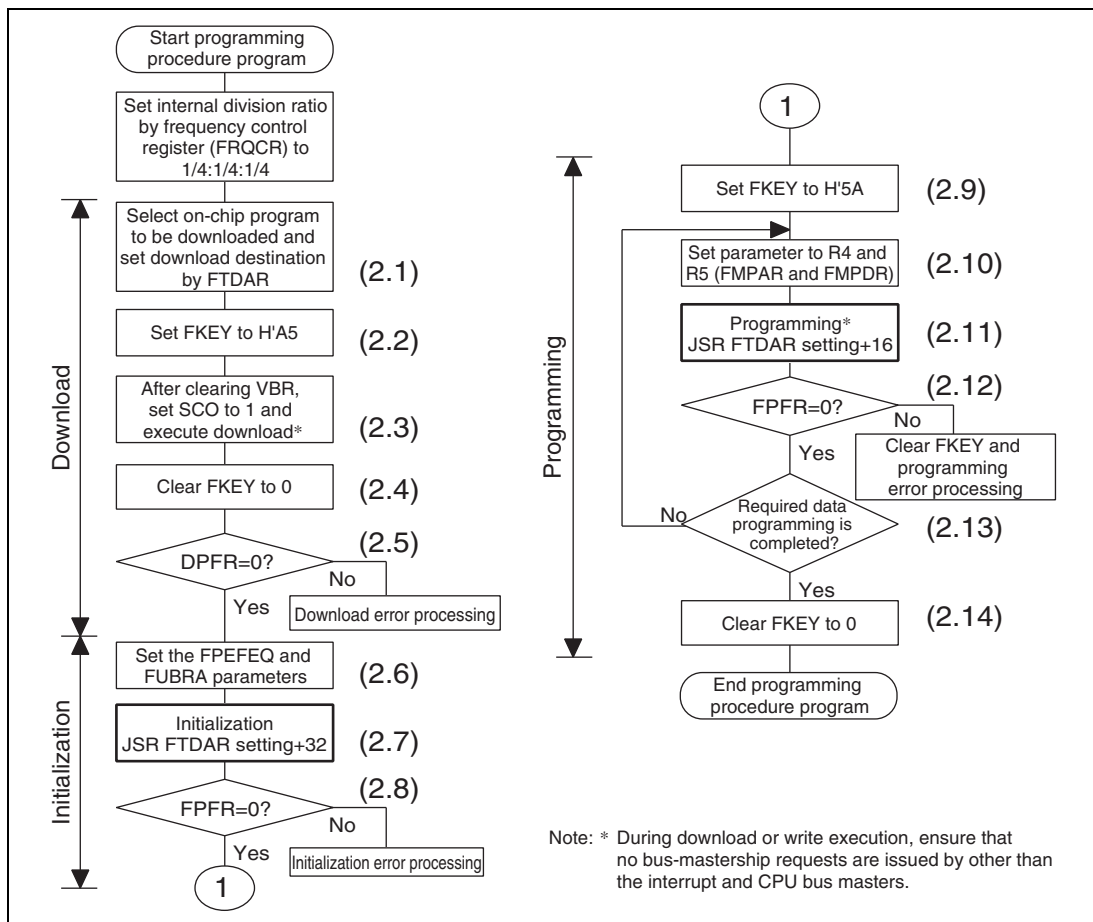 Start programming
procedure program
Set internal division ratio
by frequency control
register (FRQCR) to
1/4:1/4:1/4
Download
Select on-chip program
to be downloaded and
set download destination
by FTDAR
(2.1)
Set FKEY to H'A5
(2.2)
After clearing VBR,
set SCO to 1 and
execute download*
(2.3)
Clear FKEY to 0
(2.4)
(2.5)
DPFR=0?
No
Yes
Download error processing
Initialization
Set the FPEFEQ and
FUBRA parameters
(2.6)
Initialization
JSR FTDAR setting+32
(2.7)
(2.8)
FPFR=0?
No
Yes
Initialization error processing
1
1
Programming
Set FKEY to H'5A
(2.9)
Set parameter to R4 and
R5 (FMPAR and FMPDR)
(2.10)
Programming*
JSR FTDAR setting+16
(2.11)
(2.12)
FPFR=0?
No
Yes
Clear FKEY and
programming
error processing
Required data
programming is
completed?
No
(2.13)
Yes
Clear FKEY to 0
(2.14)
End programming
procedure program
Note: * During download or write execution, ensure that
no bus-mastership requests are issued by other than
the interrupt and CPU bus masters.